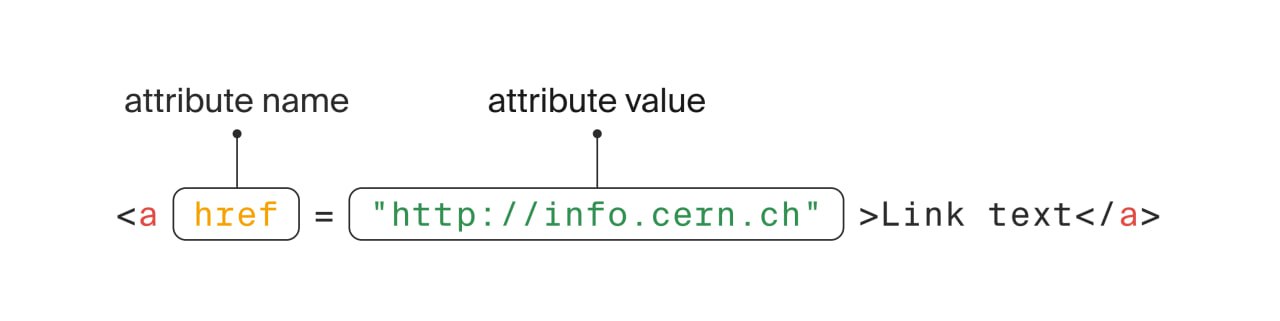 attribute name attribute value
<a href = "http://info.cern.ch" >Link text</a>